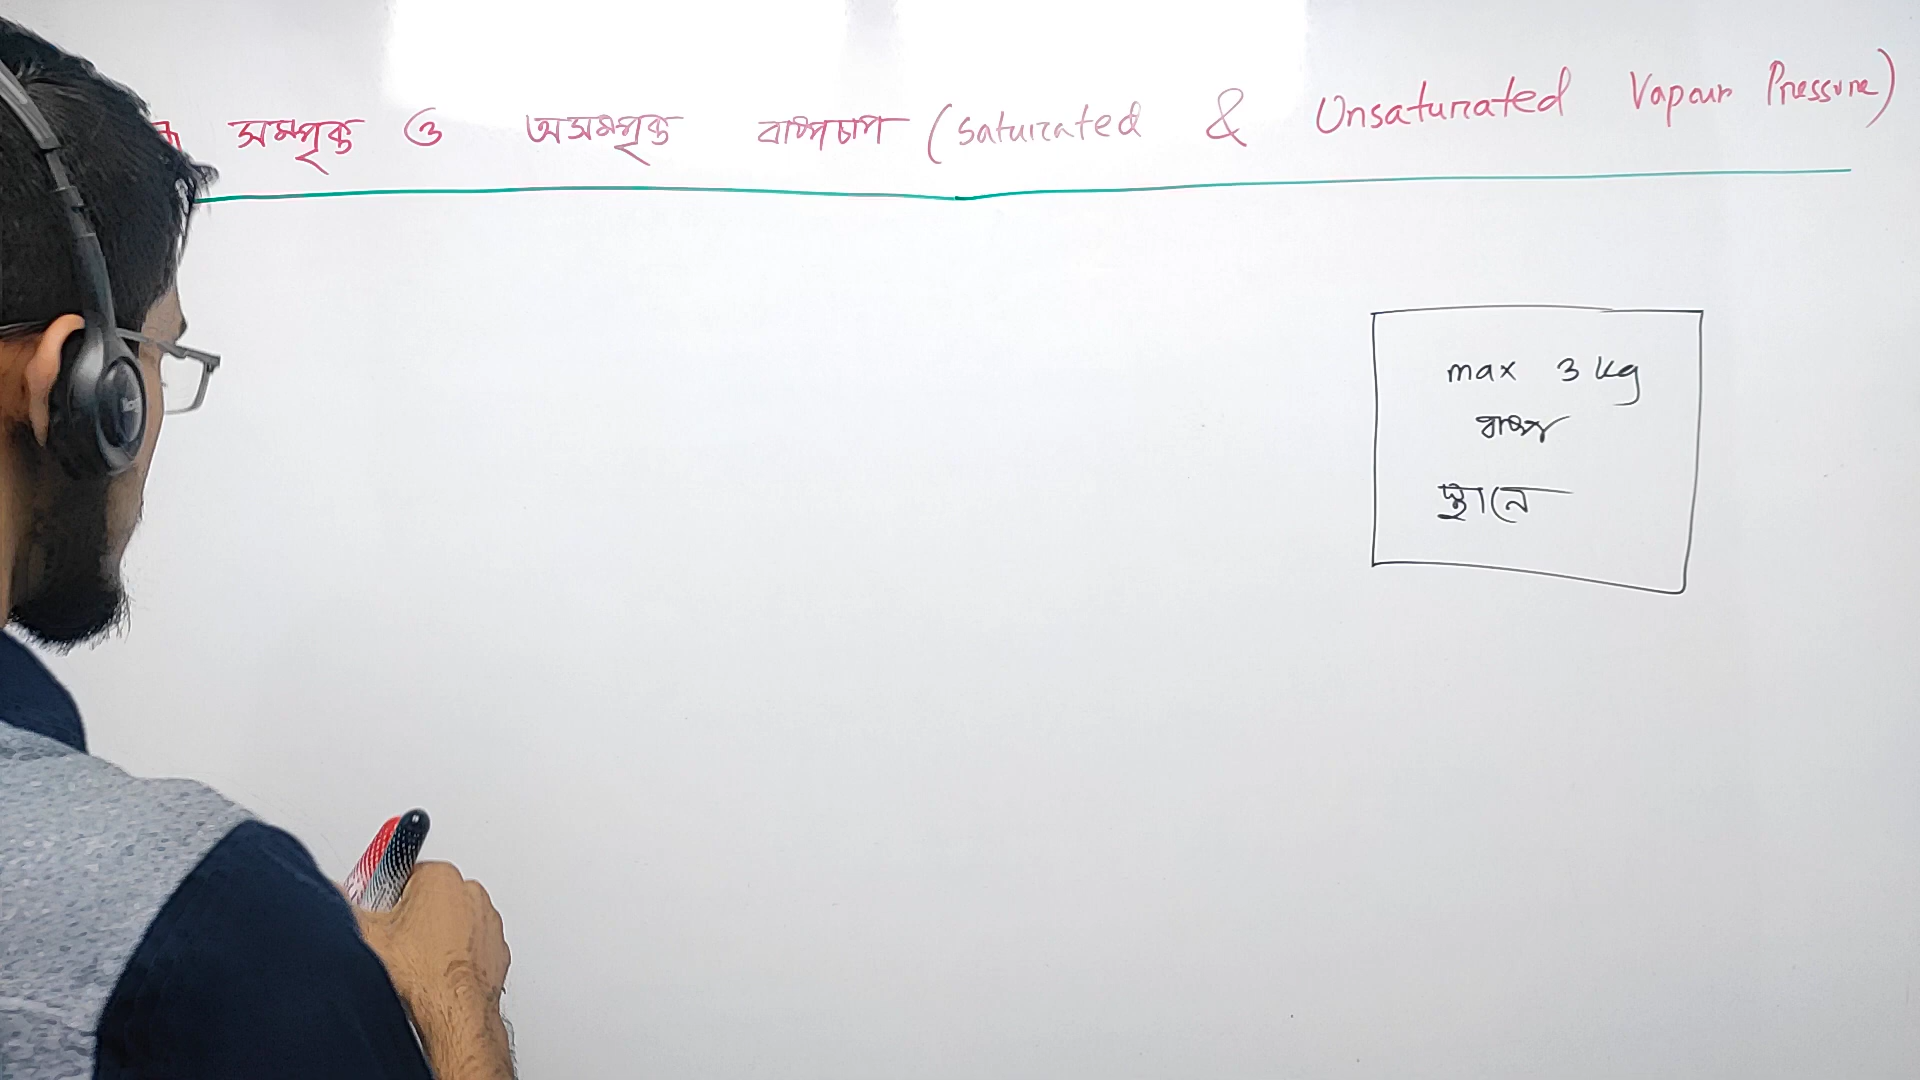 সম্পৃক্ত ও অসম্পৃক্ত বাষ্পচাপ (Saturated & Unsaturated Vapour Pressure)
max 3 kg
বাষ্প
স্থানে